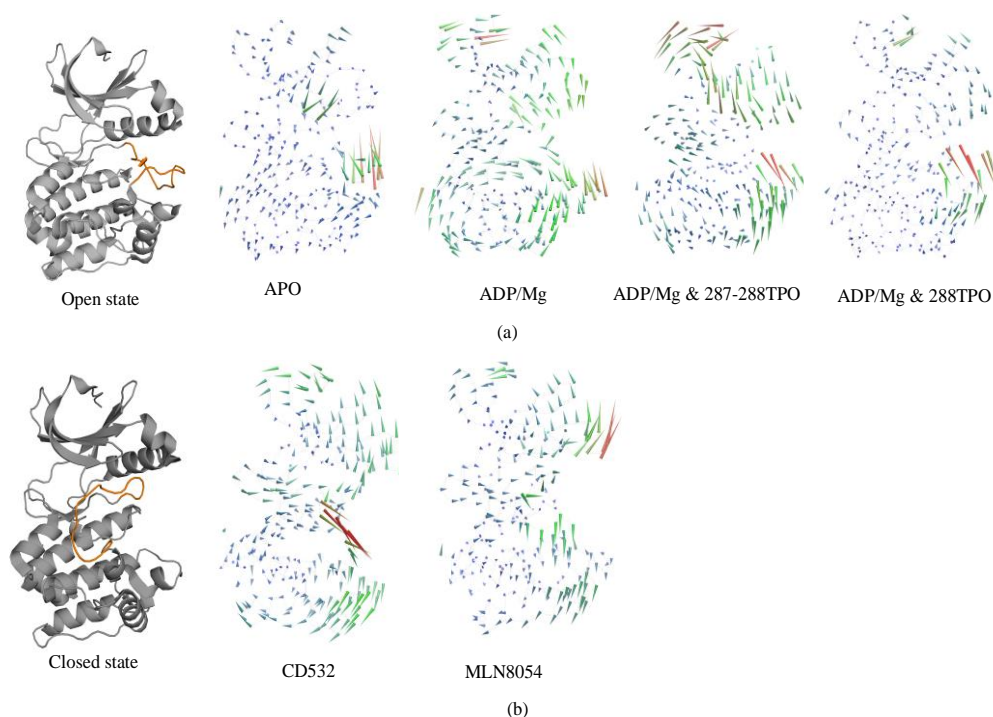 Open state
APO
ADP/Mg
ADP/Mg & 287-288TPO
ADP/Mg & 288TPO
(a)
Closed state
CD532
MLN8054
(b)